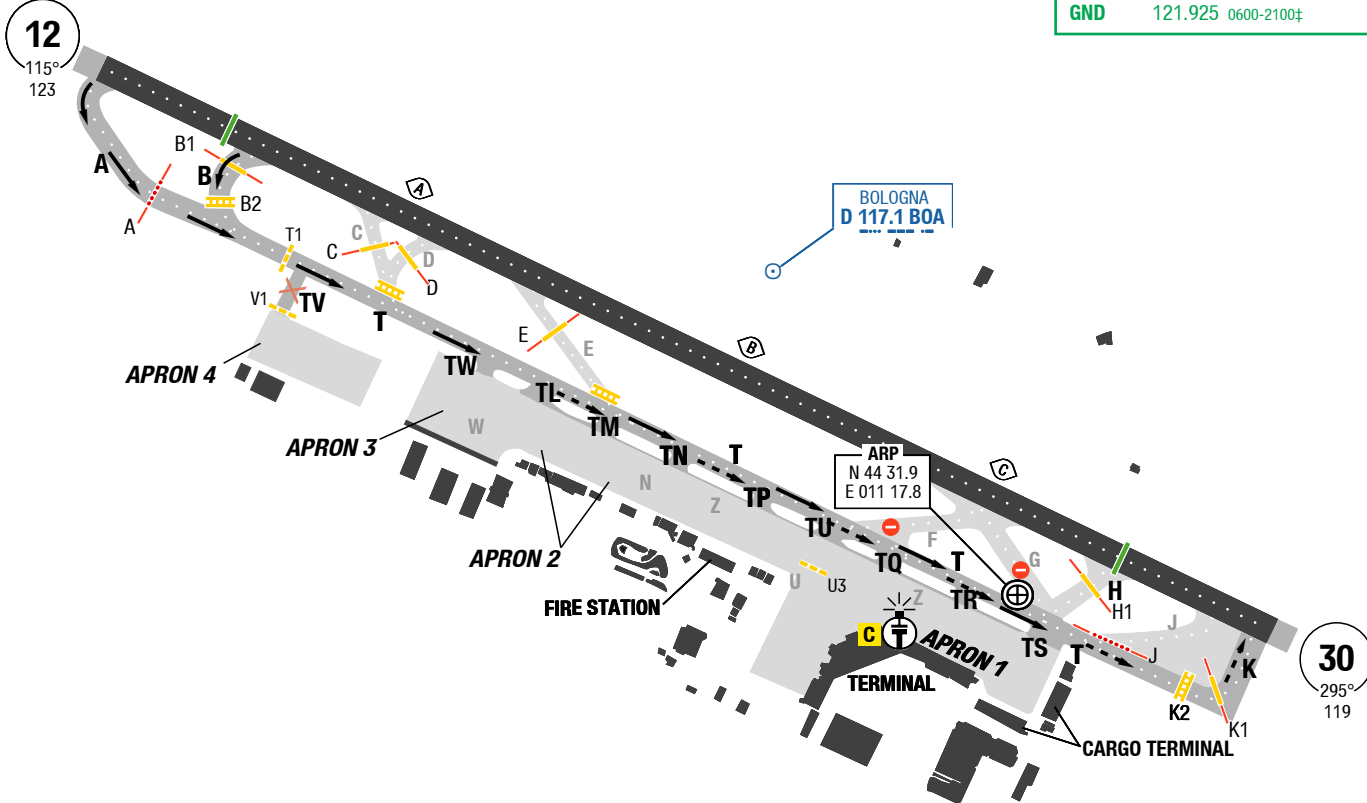 GND 121.925 0600-2100‡
12
115°
123
B1
A
B
B2
A
A
T1
C
C
D
D
V1
TV
T
BOLOGNA
D 117.1 BOA
E
E
B
APRON 4
TW
TL
TM
APRON 3
W
TN
T
ARP
N 44 31.9
E 011 17.8
C
N
Z
TP
TU
F
G
APRON 2
TQ
T
H
H1
U
U3
Z
TR
FIRE STATION
J
C
T
APRON 1
TS
T
J
K
30
295°
119
TERMINAL
K2
K1
CARGO TERMINAL